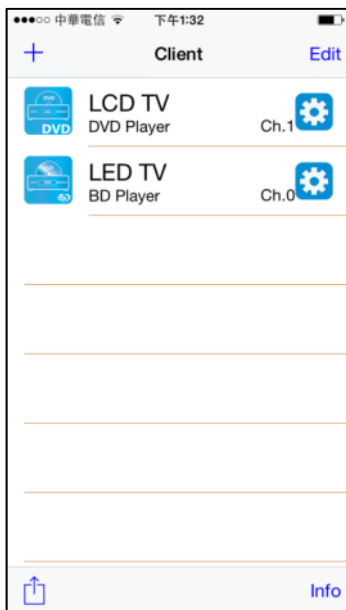 中華電信 下午1:32
+ Client Edit
LCD TV
DVD Player Ch.1
DVD
LED TV
BD Player Ch.0
Info